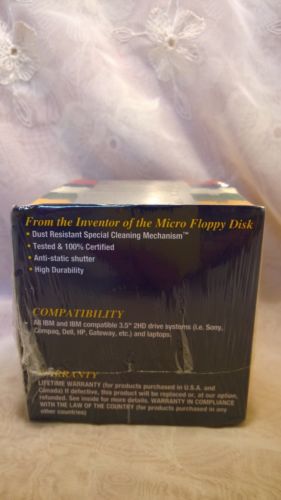 From the Inventor of the Micro Floppy Disk
• Dust Resistant Special Cleaning Mechanism™
• Tested & 100% Certified
• Anti-static shutter
• High Durability
COMPATIBILITY
All IBM and IBM compatible 3.5" 2HD drive systems (i.e. Sony,
Compaq, Dell, HP, Gateway, etc.) and laptops.
WARRANTY
LIFETIME WARRANTY (for products purchased in U.S.A. and
Canada) If defective, this product will be replaced or, at our option,
refunded. See inside for more details. WARRANTY IN COMPLIANCE
WITH THE LAW OF THE COUNTRY (for products purchased in any
other countries)